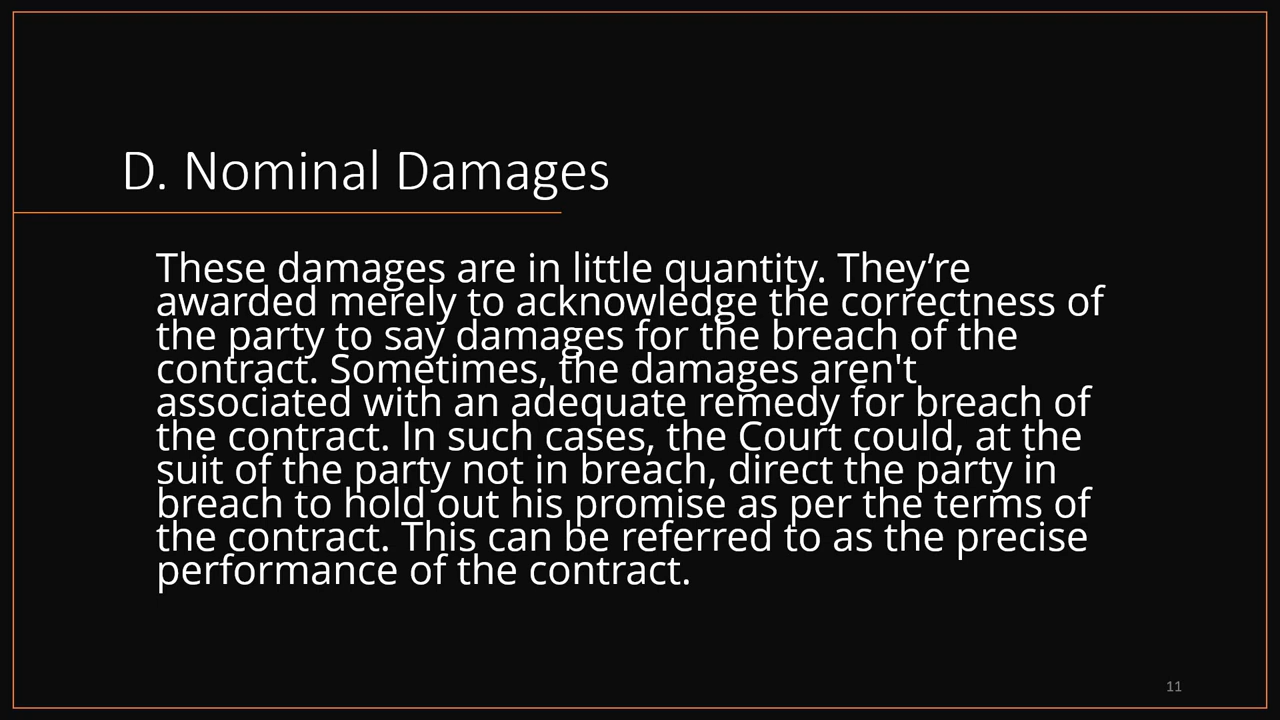 D. Nominal Damages
These damages are in little quantity. They’re
awarded merely to acknowledge the correctness of
the party to say damages for the breach of the
contract. Sometimes, the damages aren't
associated with an adequate remedy for breach of
the contract. In such cases, the Court could, at the
suit of the party not in breach, direct the party in
breach to hold out his promise as per the terms of
the contract. This can be referred to as the precise
performance of the contract.
11